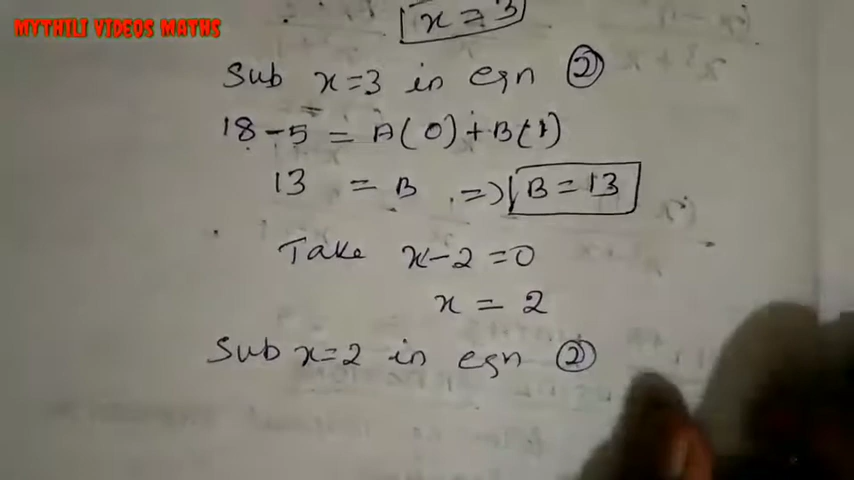 MYTHILI VIDEOS MATHS
x = 3
Sub x=3 in eqn ②
18-5 = A(0)+B(1)
13 = B => B = 13
Take x-2 =0
x = 2
Sub x=2 in eqn ②